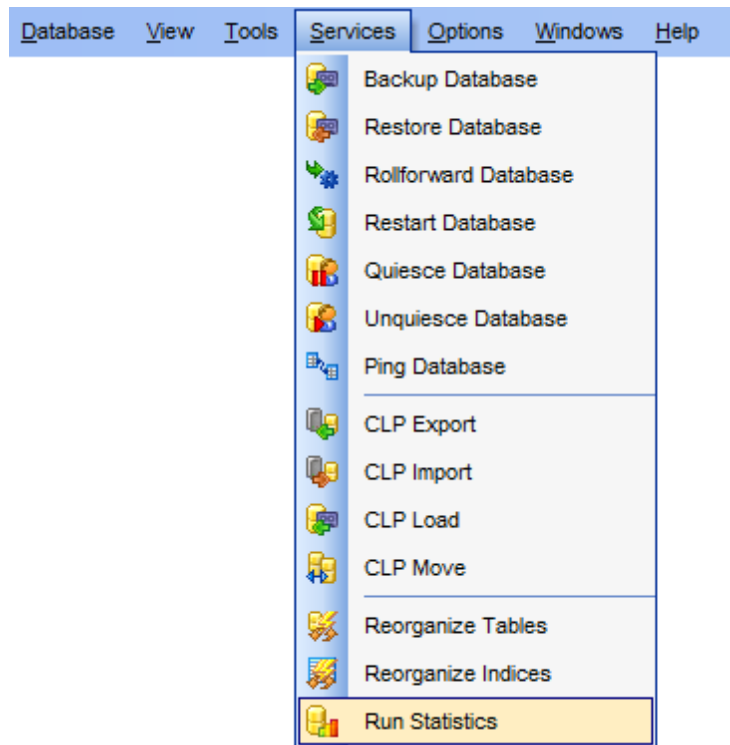 Database View Tools Services Options Windows Help
Backup Database
Restore Database
Rollforward Database
Restart Database
Quiesce Database
Unquiesce Database
Ping Database
CLP Export
CLP Import
CLP Load
CLP Move
Reorganize Tables
Reorganize Indices
Run Statistics